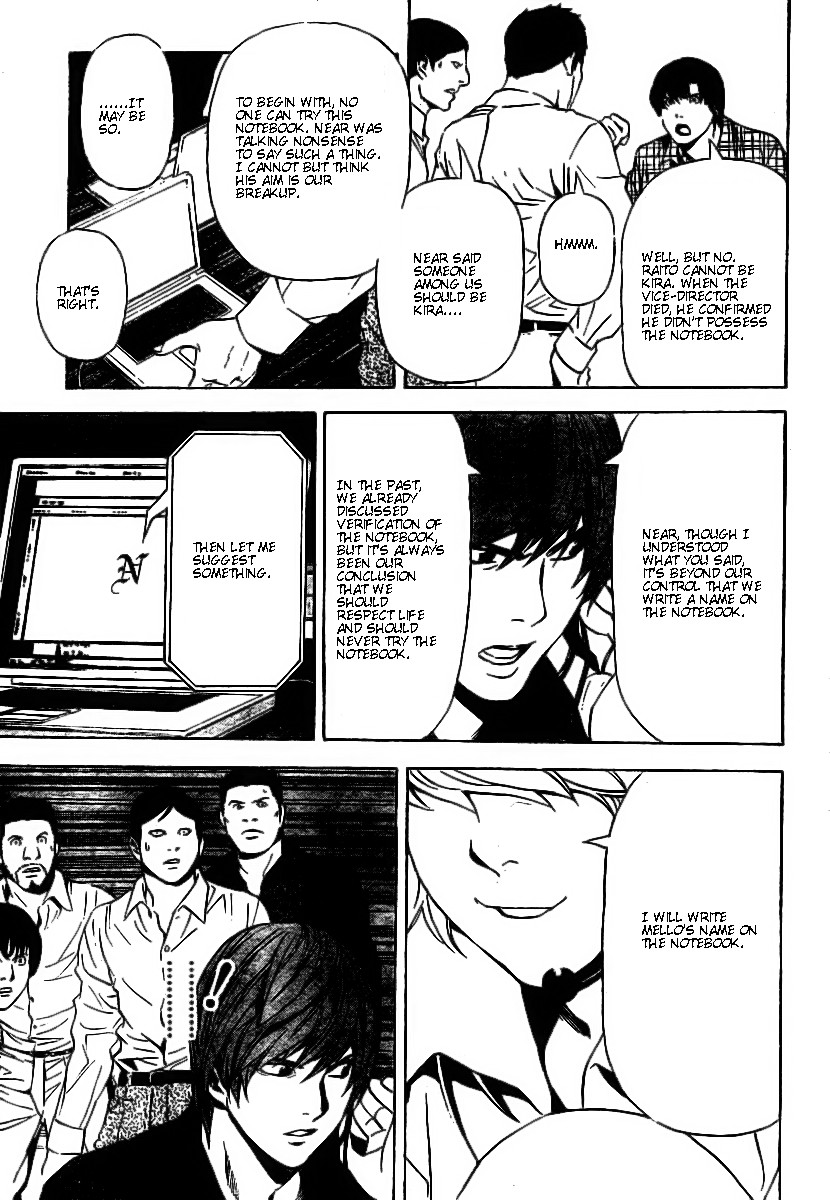 WELL, BUT NO.
RAITO CANNOT BE
KIRA. WHEN THE
VICE-DIRECTOR
DIED, HE CONFIRMED
HE DIDN'T POSSESS
THE NOTEBOOK.
HMMM.
NEAR SAID
SOMEONE
AMONG US
SHOULD BE
KIRA....
TO BEGIN WITH, NO
ONE CAN TRY THIS
NOTEBOOK. NEAR WAS
TALKING NONSENSE
TO SAY SUCH A THING.
I CANNOT BUT THINK
HIS AIM IS OUR
BREAKUP.
......IT
MAY BE
SO.
THAT'S
RIGHT.
NEAR, THOUGH I
UNDERSTOOD
WHAT YOU SAID,
IT'S BEYOND OUR
CONTROL THAT WE
WRITE A NAME ON
THE NOTEBOOK.
IN THE PAST,
WE ALREADY
DISCUSSED
VERIFICATION OF
THE NOTEBOOK,
BUT IT'S ALWAYS
BEEN OUR
CONCLUSION
THAT WE
SHOULD
RESPECT LIFE
AND SHOULD
NEVER TRY THE
NOTEBOOK.
THEN LET ME
SUGGEST
SOMETHING.
N
I WILL WRITE
MELLO'S NAME ON
THE NOTEBOOK.
!